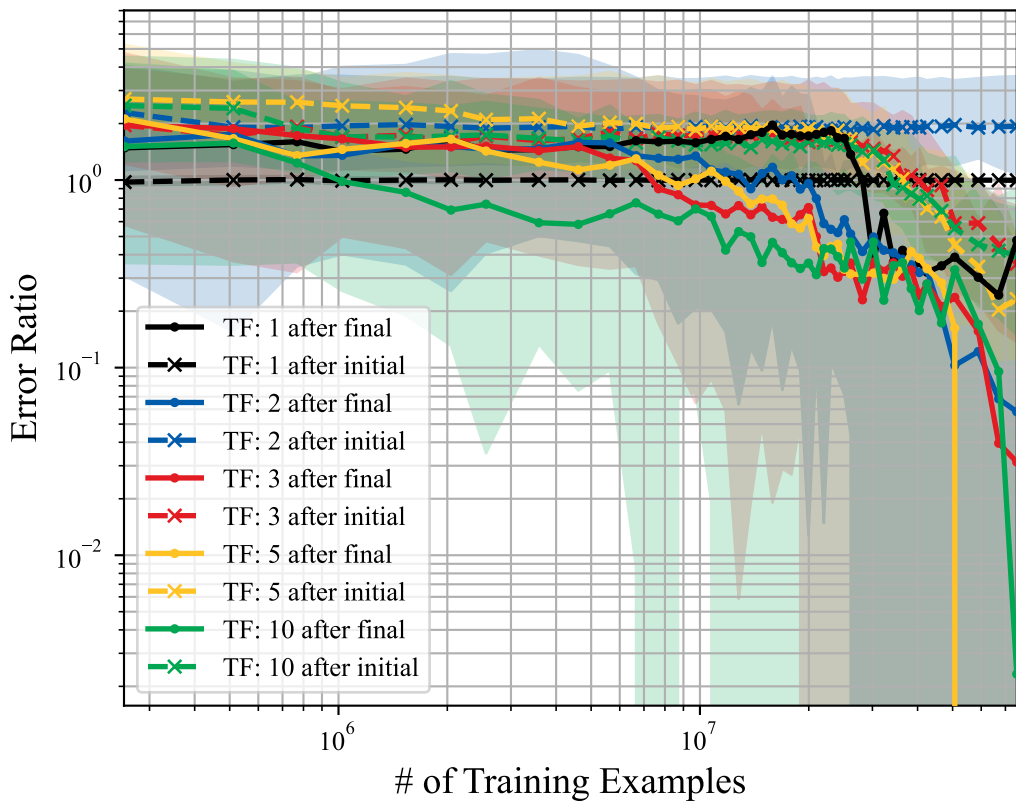 10^0
10^−1
10^−2
Error Ratio
TF: 1 after final
TF: 1 after initial
TF: 2 after final
TF: 2 after initial
TF: 3 after final
TF: 3 after initial
TF: 5 after final
TF: 5 after initial
TF: 10 after final
TF: 10 after initial
10^6
10^7
# of Training Examples